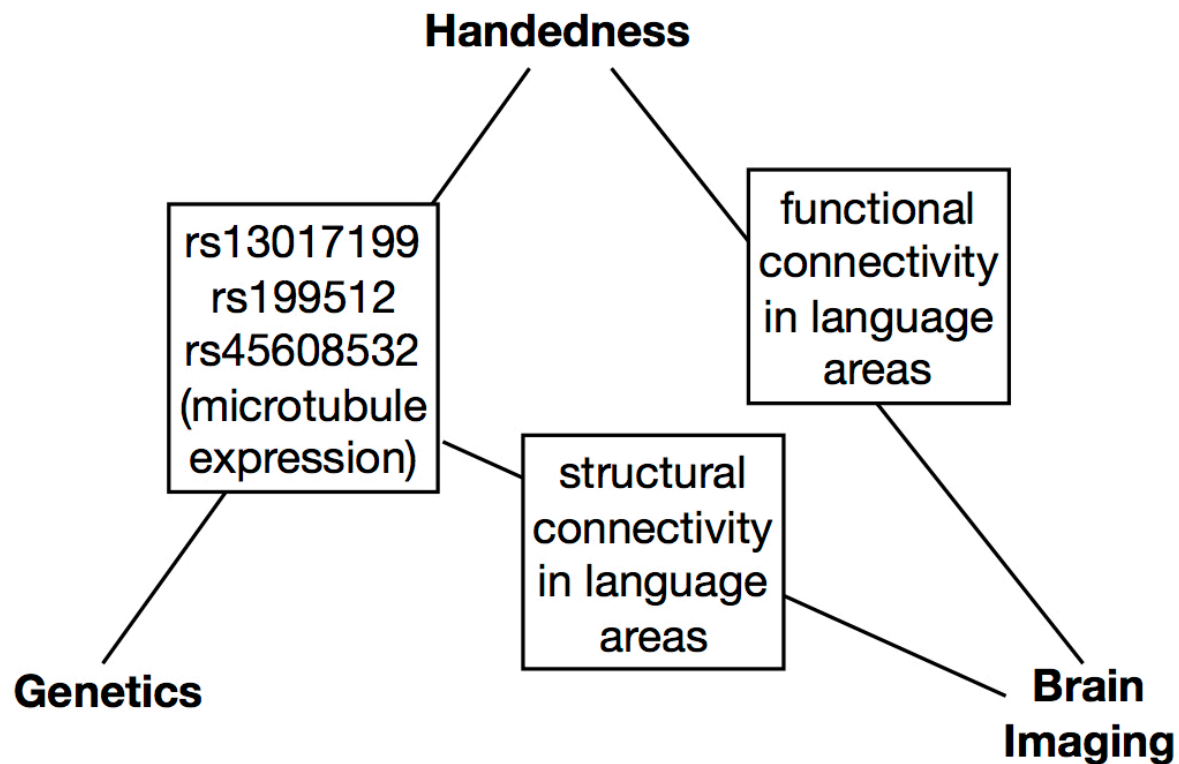 Handedness
rs13017199
rs199512
rs45608532
(microtubule
expression)
functional
connectivity
in language
areas
structural
connectivity
in language
areas
Genetics
Brain
Imaging